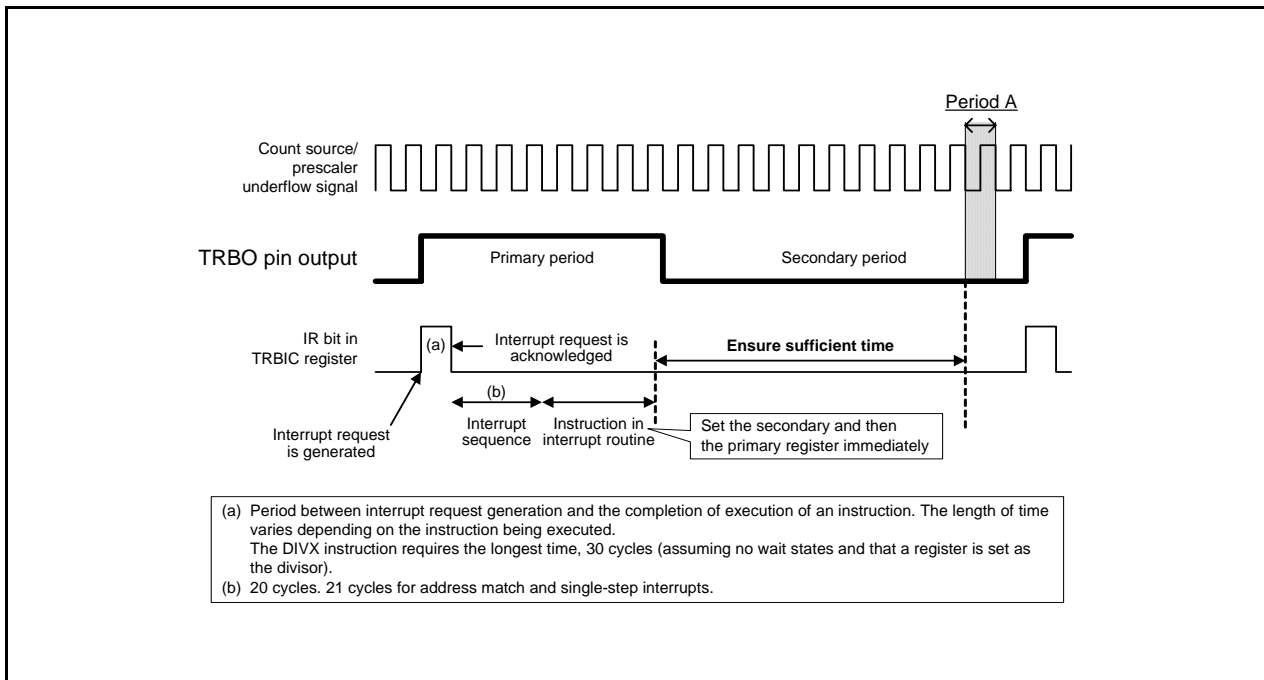 Period A
Count source/
prescaler
underflow signal
TRBO pin output
Primary period
Secondary period
IR bit in
TRBIC register
(a)
Interrupt request is
acknowledged
Ensure sufficient time
(b)
Interrupt
sequence
Instruction in
interrupt routine
Set the secondary and then
the primary register immediately
Interrupt request
is generated
(a) Period between interrupt request generation and the completion of execution of an instruction. The length of time
varies depending on the instruction being executed.
The DIVX instruction requires the longest time, 30 cycles (assuming no wait states and that a register is set as
the divisor).
(b) 20 cycles. 21 cycles for address match and single-step interrupts.